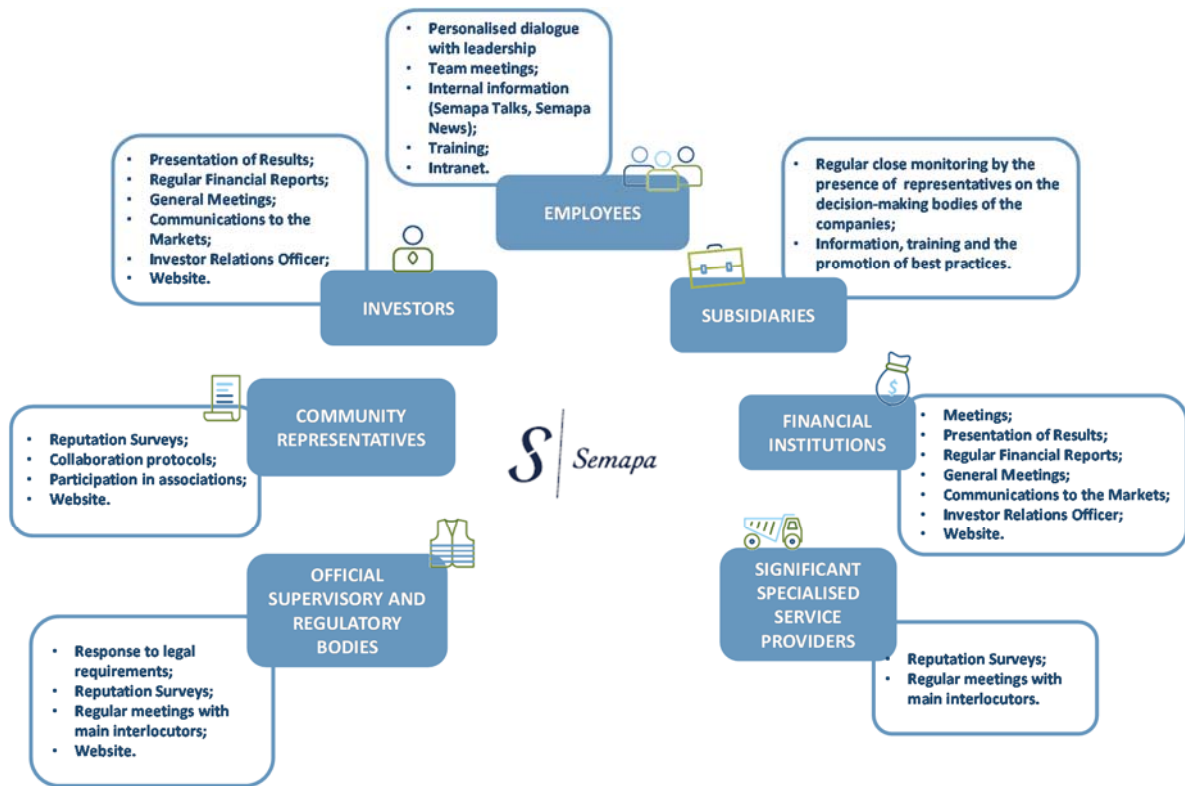 • Personalised dialogue
with leadership
• Team meetings;
• Internal information
(Semapa Talks, Semapa
News);
• Training;
• Intranet.
EMPLOYEES
• Presentation of Results;
• Regular Financial Reports;
• General Meetings;
• Communications to the
Markets;
• Investor Relations Officer;
• Website.
INVESTORS
• Regular close monitoring by the
presence of representatives on the
decision-making bodies of the
companies;
• Information, training and the
promotion of best practices.
SUBSIDIARIES
COMMUNITY
REPRESENTATIVES
• Reputation Surveys;
• Collaboration protocols;
• Participation in associations;
• Website.
S Semapa
$
FINANCIAL
INSTITUTIONS
• Meetings;
• Presentation of Results;
• Regular Financial Reports;
• General Meetings;
• Communications to the Markets;
• Investor Relations Officer;
• Website.
OFFICIAL
SUPERVISORY AND
REGULATORY
BODIES
• Response to legal
requirements;
• Reputation Surveys;
• Regular meetings with
main interlocutors;
• Website.
SIGNIFICANT
SPECIALISED
SERVICE
PROVIDERS
• Reputation Surveys;
• Regular meetings with
main interlocutors.